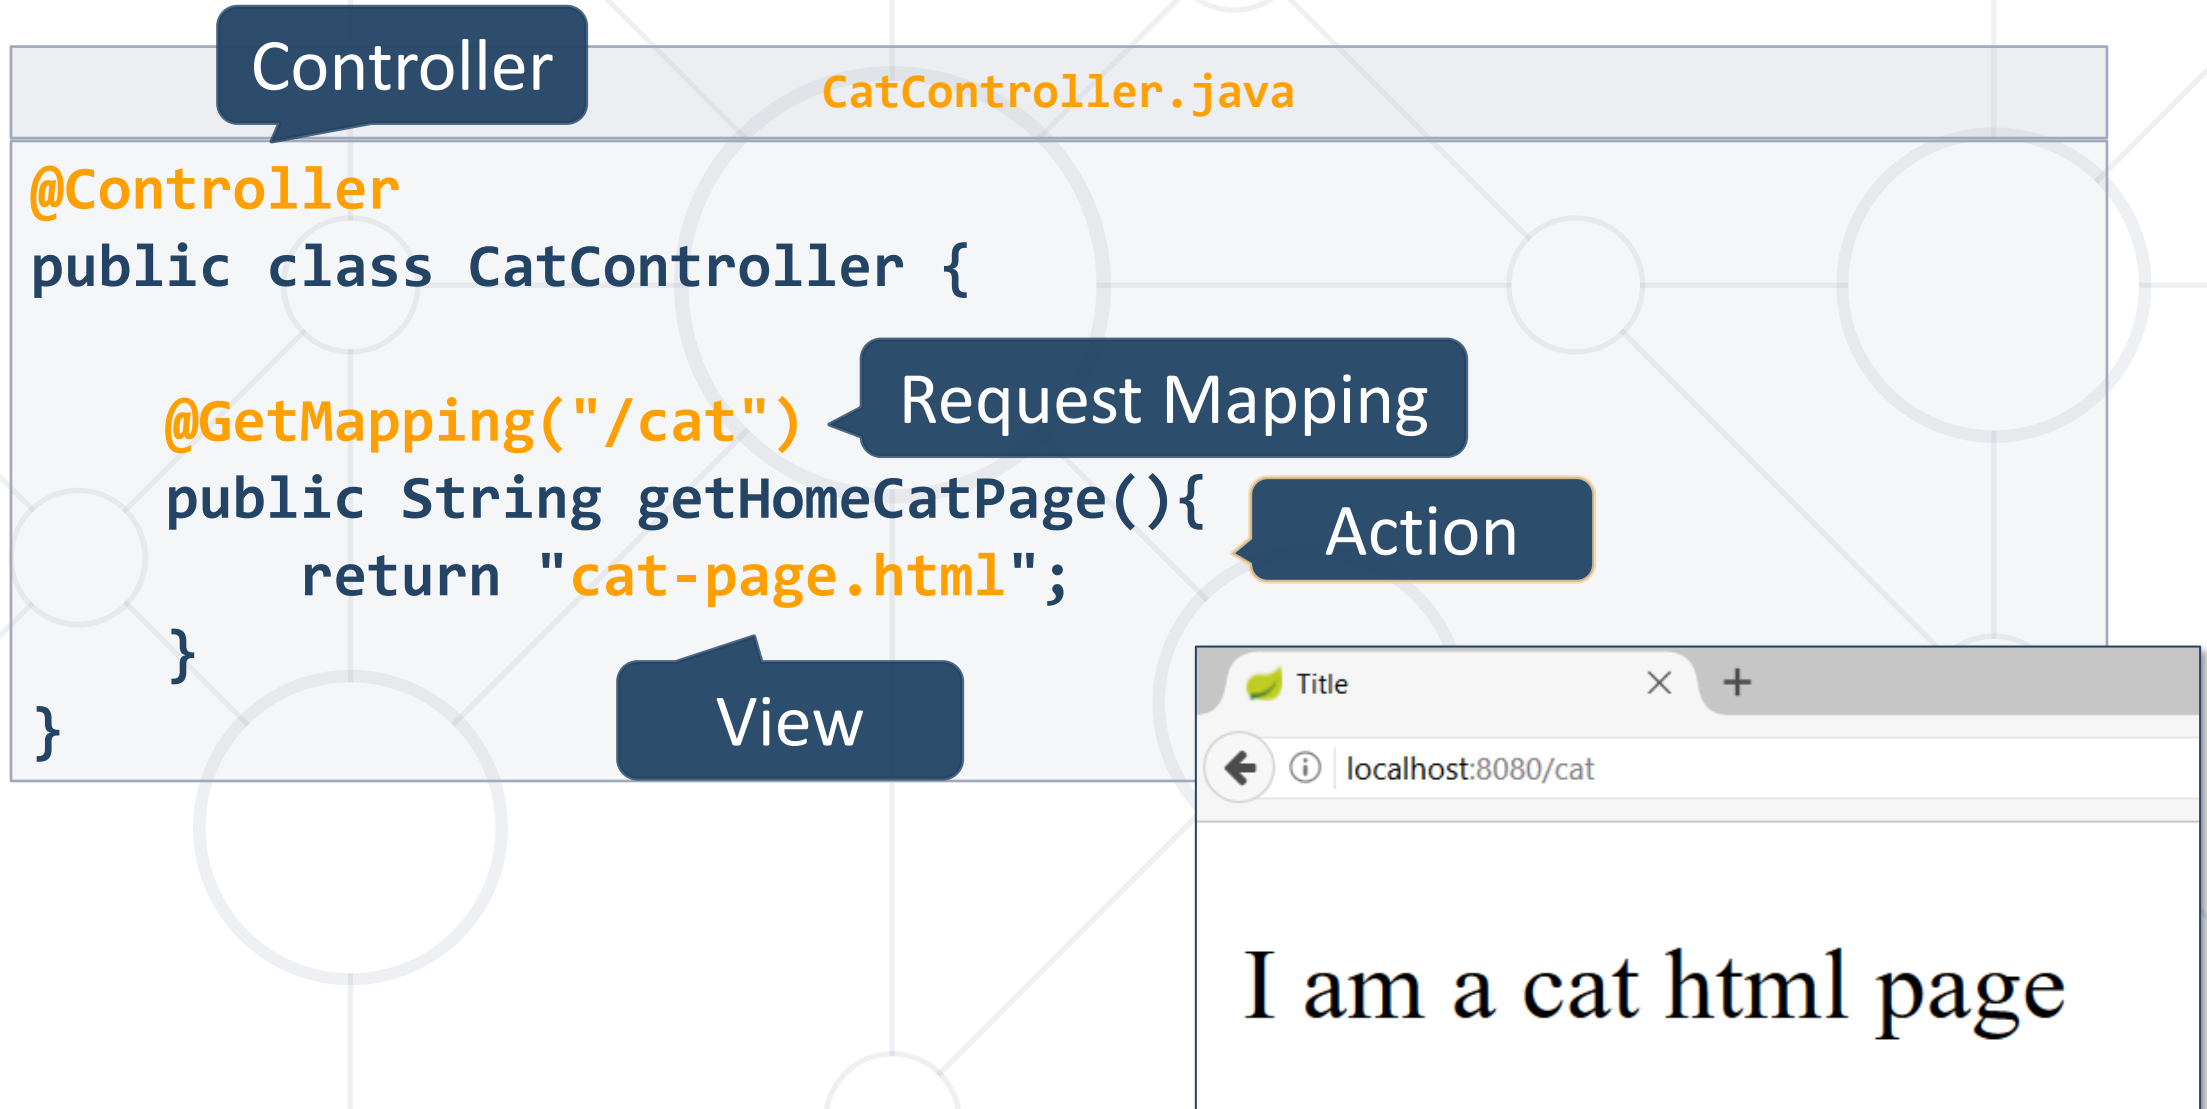 Controller
CatController.java
@Controller
public class CatController {
@GetMapping("/cat")
Request Mapping
public String getHomeCatPage(){
Action
return "cat-page.html";
}
View
}
Title
localhost:8080/cat
I am a cat html page